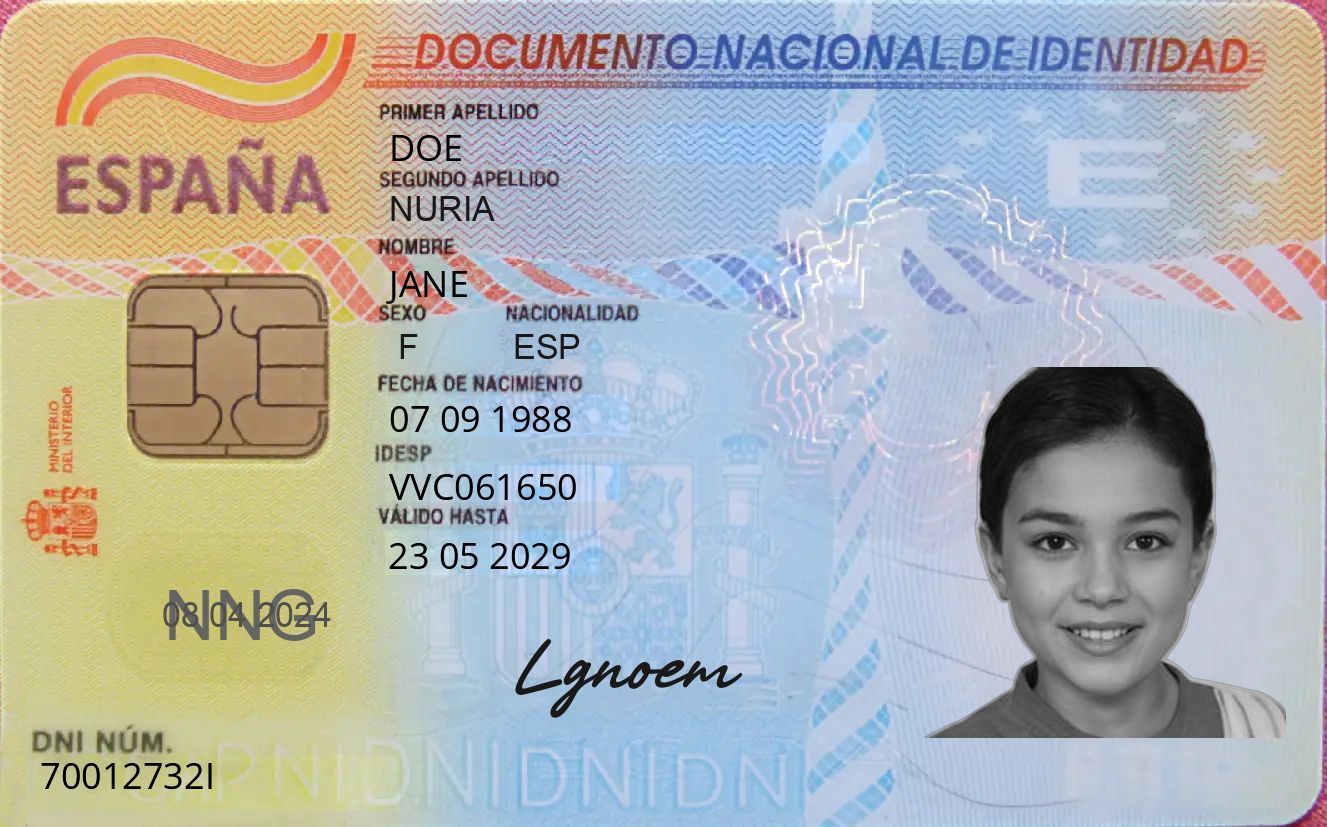 DOCUMENTO NACIONAL DE IDENTIDAD
ESPAÑA
PRIMER APELLIDO
DOE
SEGUNDO APELLIDO
NURIA
NOMBRE
JANE
SEXO NACIONALIDAD
F ESP
FECHA DE NACIMIENTO
07 09 1988
IDESP
VVC061650
VÁLIDO HASTA
23 05 2029
MINISTERIO
DEL INTERIOR
E
NNG
08 04 2024
Lgnoem
DNI NÚM.
70012732I
DNIDNIDNIDN